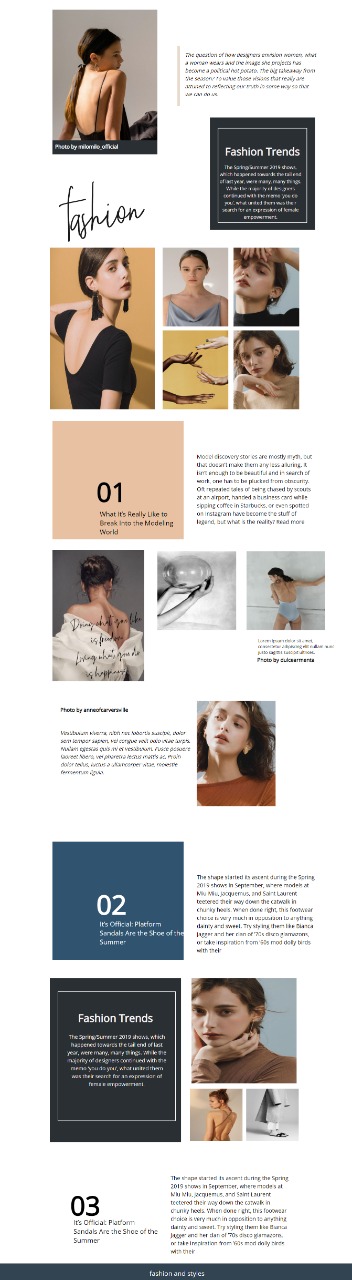 The question of how designers envision women, what
a woman wears and the image she projects has
become a political hot potato. The big takeaway from
the season? To value those visions that really are
attuned to reflecting our truth in some way so that
we can do us.
Photo by milomilo_official
Fashion Trends
The Spring/Summer 2019 shows,
which happened towards the tail end
of last year, were many, many things.
While the majority of designers
continued with the memo 'you do
you', what united them was their
search for an expression of female
empowerment.
fashion
01
What It's Really Like to
Break Into the Modeling
World
Model discovery stories are mostly myth, but
that doesn't make them any less alluring. It
isn't enough to be beautiful and in search of
work, one has to be plucked from obscurity.
Oft repeated tales of being chased by scouts
at an airport, handed a business card while
sipping coffee in Starbucks, or even spotted
on Instagram have become the stuff of
legend, but what is the reality? Read more
Doing what you like
is freedom
Loving what you do
is happiness
Lorem ipsum dolor sit amet,
consectetur adipiscing elit nullam nunc
justo sagittis suscipit ultrices.
Photo by dulcearmenta
Photo by anneofcarversville
Vestibulum viverra, nibh nec lobortis suscipit, dolor
sem tempor sapien, vel congue velit odio vitae turpis.
Nullam egestas quis mi et vestibulum. Fusce posuere
laoreet libero, vel pharetra lectus mattis ac. Proin
dolor tellus, luctus a ullamcorper vitae, molestie
fermentum ligula.
02
It's Official: Platform
Sandals Are the Shoe of the
Summer
The shape started its ascent during the Spring
2019 shows in September, where models at
Miu Miu, Jacquemus, and Saint Laurent
teetered their way down the catwalk in
chunky heels. When done right, this footwear
choice is very much in opposition to anything
dainty and sweet. Try styling them like Bianca
Jagger and her clan of '70s disco glamazons,
or take inspiration from '60s mod dolly birds
with their
Fashion Trends
The Spring/Summer 2019 shows, which
happened towards the tail end of last
year, were many, many things. While the
majority of designers continued with the
memo 'you do you', what united them
was their search for an expression of
female empowerment
03
It's Official: Platform
Sandals Are the Shoe of the
Summer
The shape started its ascent during the Spring
2019 shows in September, where models at
Miu Miu, Jacquemus, and Saint Laurent
teetered their way down the catwalk in
chunky heels. When done right, this footwear
choice is very much in opposition to anything
dainty and sweet. Try styling them like Bianca
Jagger and her clan of '70s disco glamazons,
or take inspiration from '60s mod dolly birds
with their
fashion and styles